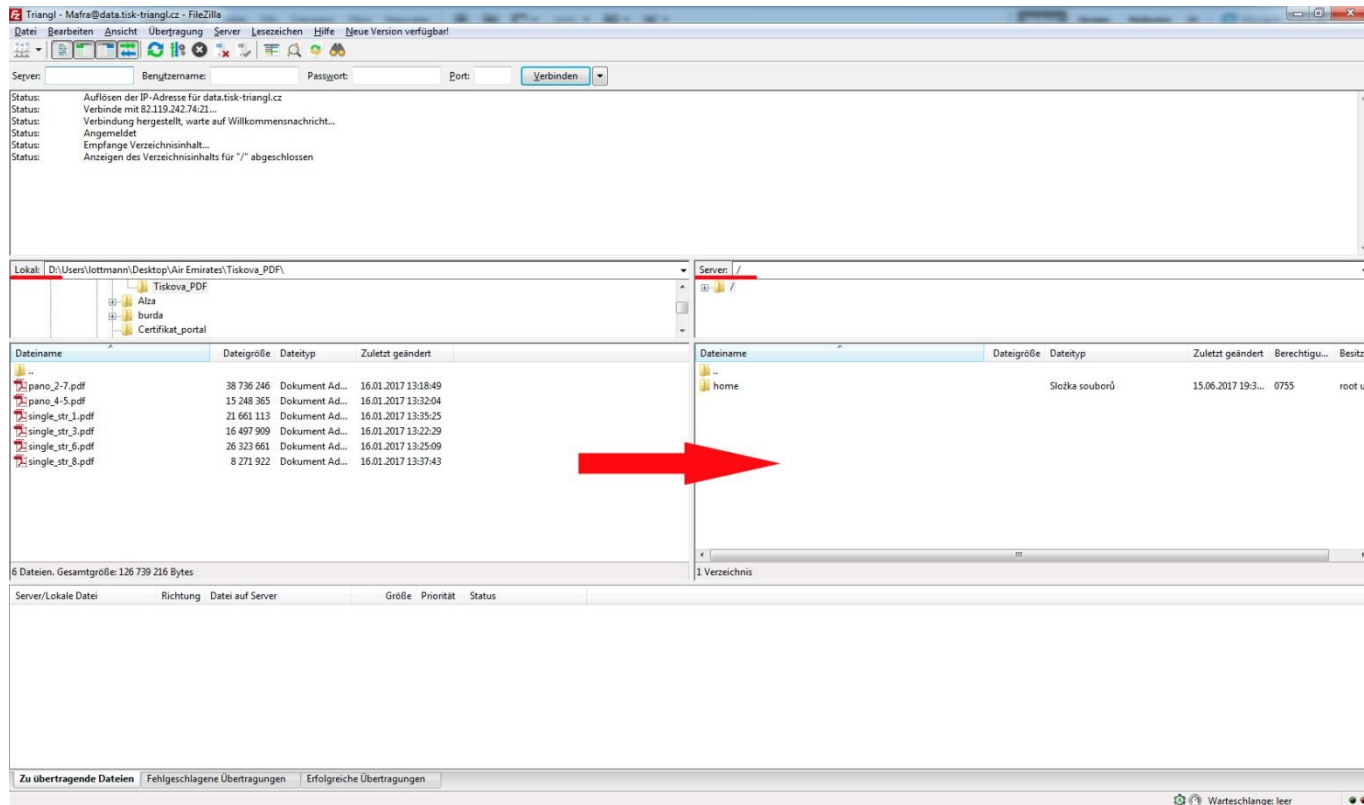 Triangl - Mafra@data.tisk-triangl.cz - FileZilla
Datei Bearbeiten Ansicht Übertragung Server Lesezeichen Hilfe Neue Version verfügbar!
Server: Benutzername: Passwort: Port: Verbinden
Status: Auflösen der IP-Adresse für data.tisk-triangl.cz
Status: Verbinde mit 82.119.242.74:21...
Status: Verbindung hergestellt, warte auf Willkommensnachricht...
Status: Angemeldet
Status: Empfange Verzeichnisinhalt...
Status: Anzeigen des Verzeichnisinhalts für "/" abgeschlossen
Lokal: D:\Users\lottmann\Desktop\Air Emirates\Tiskova_PDF\
Tiskova_PDF
Alza
burda
Certifikat_portal
Dateiname Dateigröße Dateityp Zuletzt geändert
..
pano_2-7.pdf 38 736 246 Dokument Ad... 16.01.2017 13:18:49
pano_4-5.pdf 15 248 365 Dokument Ad... 16.01.2017 13:32:04
single_str_1.pdf 21 661 113 Dokument Ad... 16.01.2017 13:35:25
single_str_3.pdf 16 497 909 Dokument Ad... 16.01.2017 13:22:29
single_str_6.pdf 26 323 661 Dokument Ad... 16.01.2017 13:25:09
single_str_8.pdf 8 271 922 Dokument Ad... 16.01.2017 13:37:43
6 Dateien. Gesamtgröße: 126 739 216 Bytes
Server: /
/
Dateiname Dateigröße Dateityp Zuletzt geändert Berechtigu... Besitz
..
home Složka souborů 15.06.2017 19:3... 0755 root u
1 Verzeichnis
Server/Lokale Datei Richtung Datei auf Server Größe Priorität Status
Zu übertragende Dateien Fehlgeschlagene Übertragungen Erfolgreiche Übertragungen
Warteschlange: leer